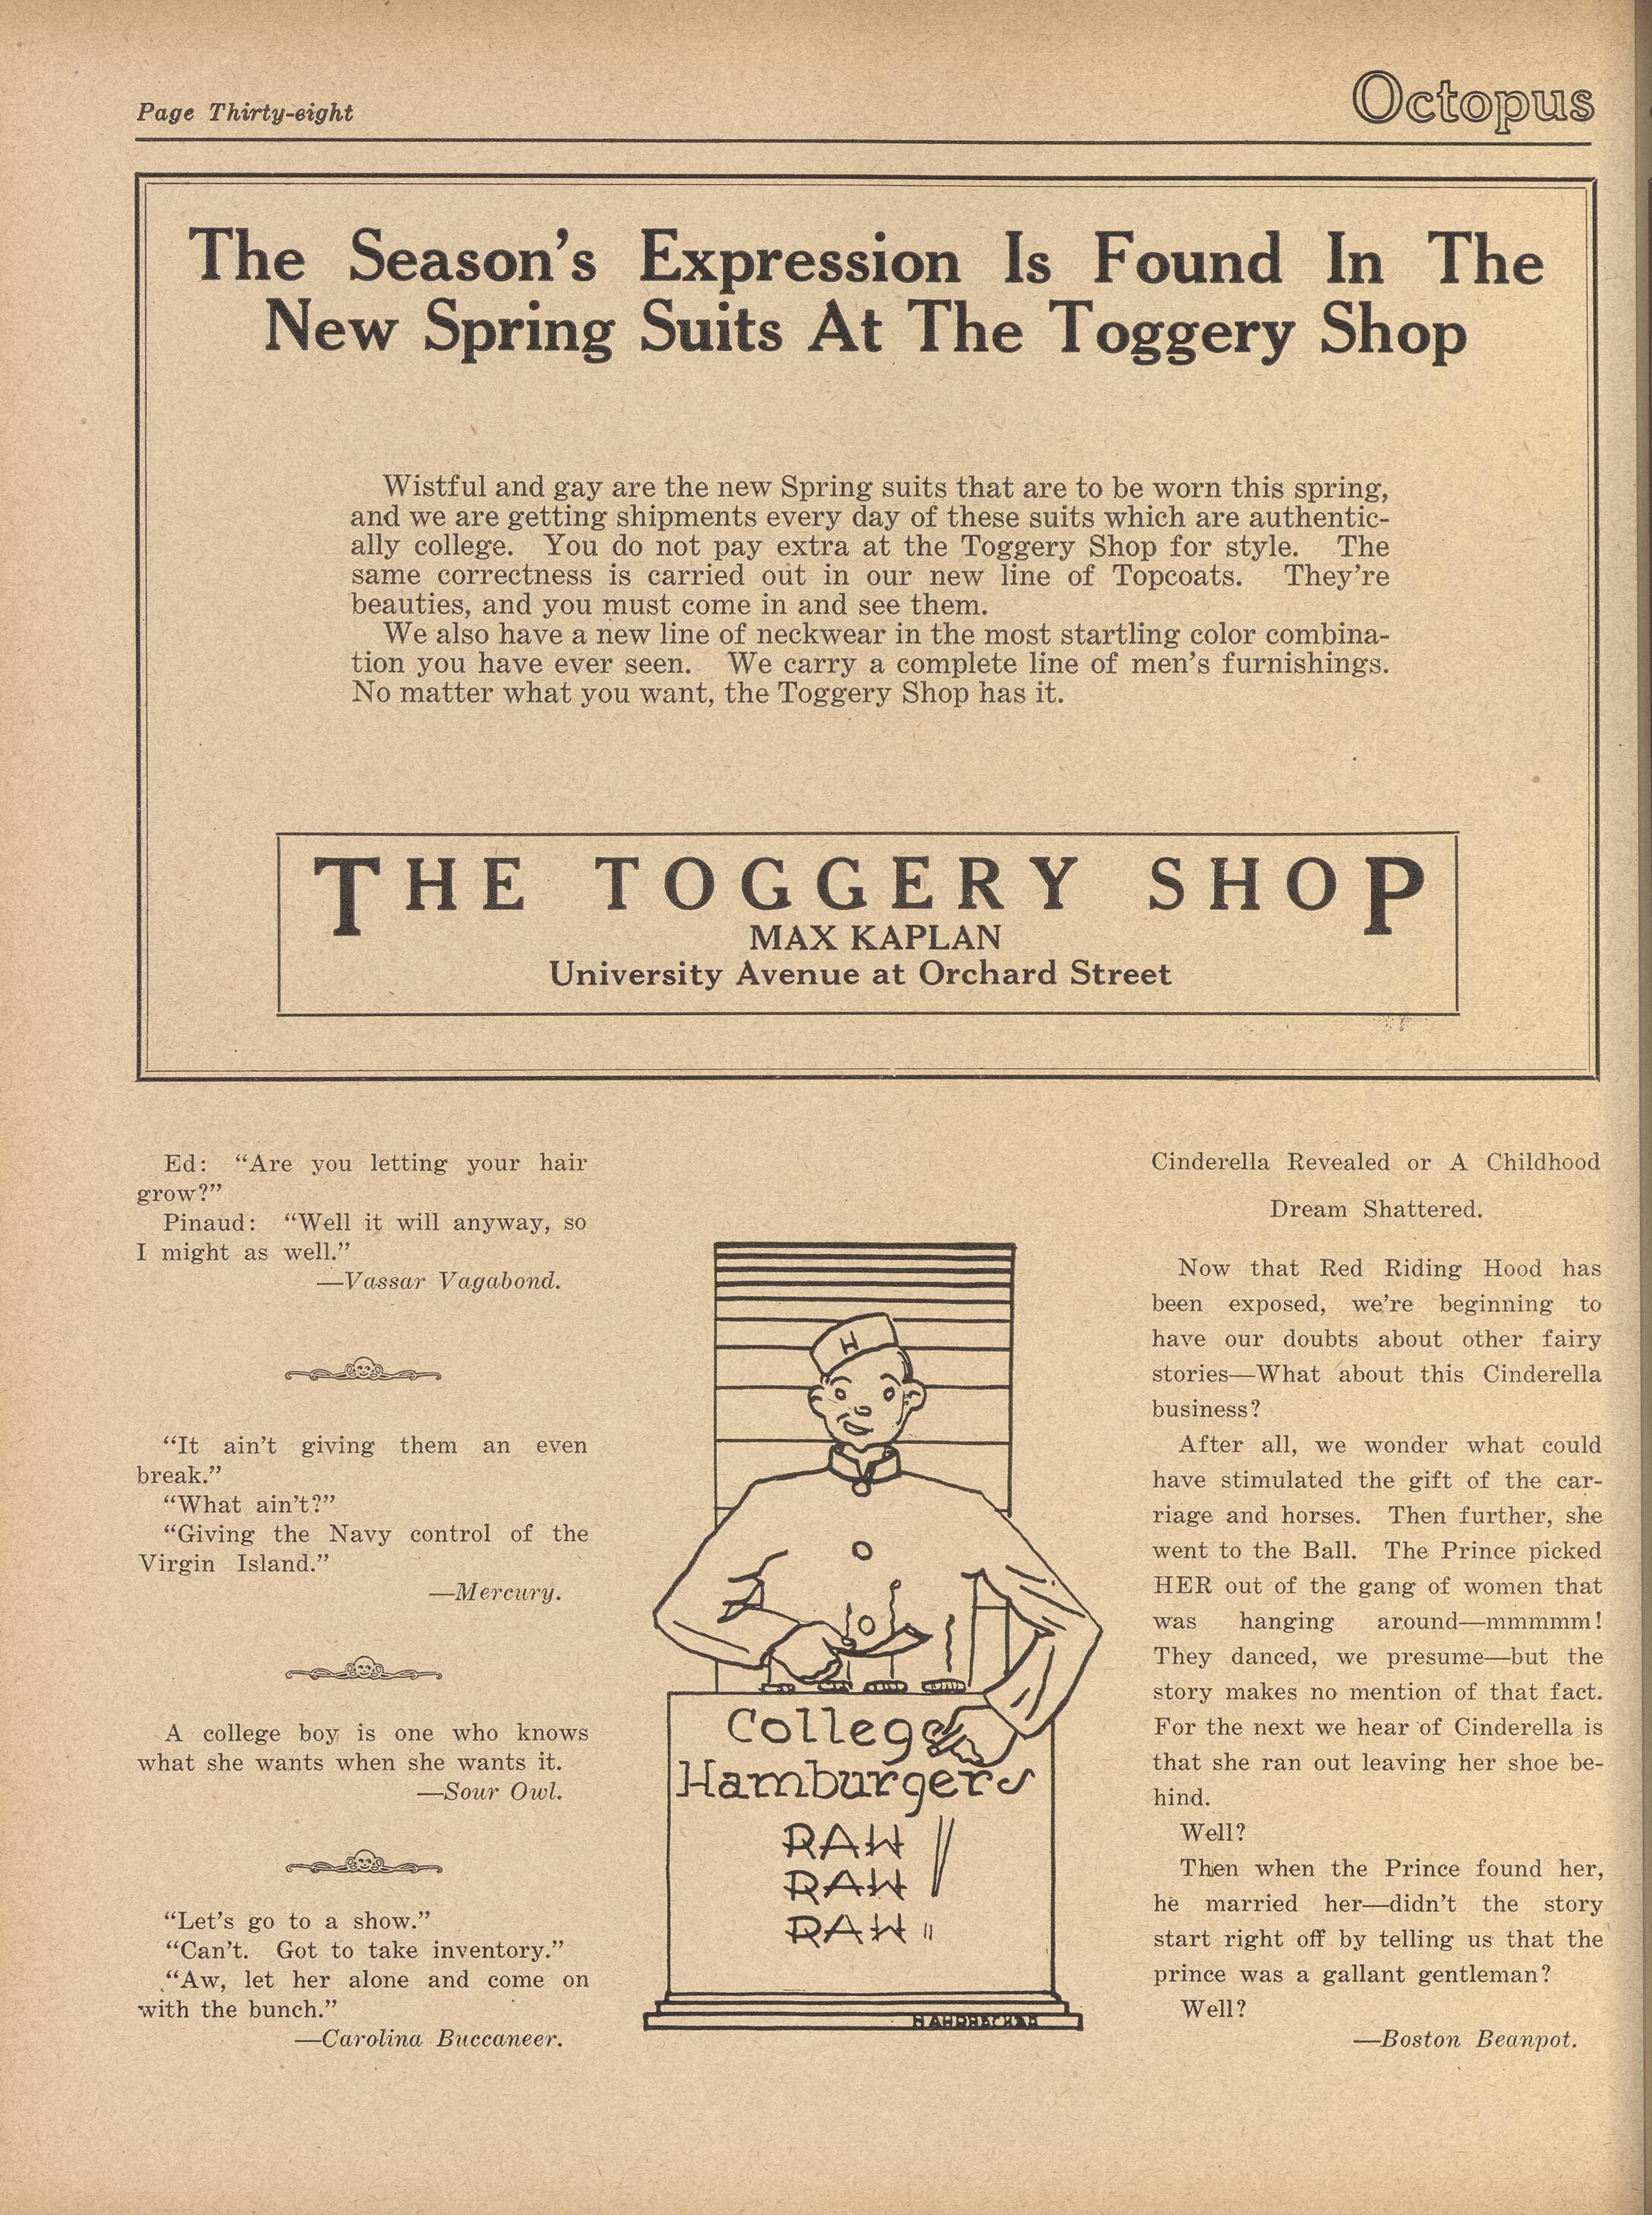 Page Thirty-eight
Octopus
The Season's Expression Is Found In The
New Spring Suits At The Toggery Shop
Wistful and gay are the new Spring suits that are to be worn this spring,
and we are getting shipments every day of these suits which are authentic-
ally college. You do not pay extra at the Toggery Shop for style. The
same correctness is carried out in our new line of Topcoats. They're
beauties, and you must come in and see them.
We also have a new line of neckwear in the most startling color combina-
tion you have ever seen. We carry a complete line of men's furnishings.
No matter what you want, the Toggery Shop has it.
THE TOGGERY SHOP
MAX KAPLAN
University Avenue at Orchard Street
Ed: "Are you letting your hair
grow?"
Pinaud: "Well it will anyway, so
I might as well."
—Vassar Vagabond.
"It ain't giving them an even
break."
"What ain't?"
"Giving the Navy control of the
Virgin Island."
—Mercury.
A college boy is one who knows
what she wants when she wants it.
—Sour Owl.
"Let's go to a show."
"Can't. Got to take inventory."
"Aw, let her alone and come on
with the bunch."
—Carolina Buccaneer.
H
College
Hamburgers
RAW
RAW
RAW
Cinderella Revealed or A Childhood
Dream Shattered.
Now that Red Riding Hood has
been exposed, we're beginning to
have our doubts about other fairy
stories—What about this Cinderella
business?
After all, we wonder what could
have stimulated the gift of the car-
riage and horses. Then further, she
went to the Ball. The Prince picked
HER out of the gang of women that
was hanging around—mmmmm!
They danced, we presume—but the
story makes no mention of that fact.
For the next we hear of Cinderella is
that she ran out leaving her shoe be-
hind.
Well?
Then when the Prince found her,
he married her—didn't the story
start right off by telling us that the
prince was a gallant gentleman?
Well?
—Boston Beanpot.